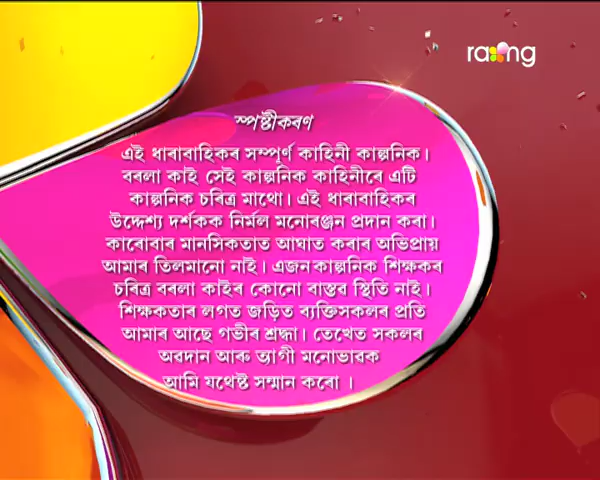 rang
স্পষ্টীকৰণ
এই ধাৰাবাহিকৰ সম্পূৰ্ণ কাহিনী কাল্পনিক।
বৰলা কাই সেই কাল্পনিক কাহিনীৰে এটি
কাল্পনিক চৰিত্ৰ মাথো। এই ধাৰাবাহিকৰ
উদ্দেশ্য দৰ্শকক নিৰ্মল মনোৰঞ্জন প্ৰদান কৰা।
কাৰোবাৰ মানসিকতাত আঘাত কৰাৰ অভিপ্ৰায়
আমাৰ তিলমানো নাই। এজন কাল্পনিক শিক্ষকৰ
চৰিত্ৰ বৰলা কাইৰ কোনো বাস্তৱ স্থিতি নাই।
শিক্ষকতাৰ লগত জড়িত ব্যক্তিসকলৰ প্ৰতি
আমাৰ আছে গভীৰ শ্ৰদ্ধা। তেখেত সকলৰ
অৱদান আৰু ত্যাগী মনোভাৱক
আমি যথেষ্ট সন্মান কৰো ।